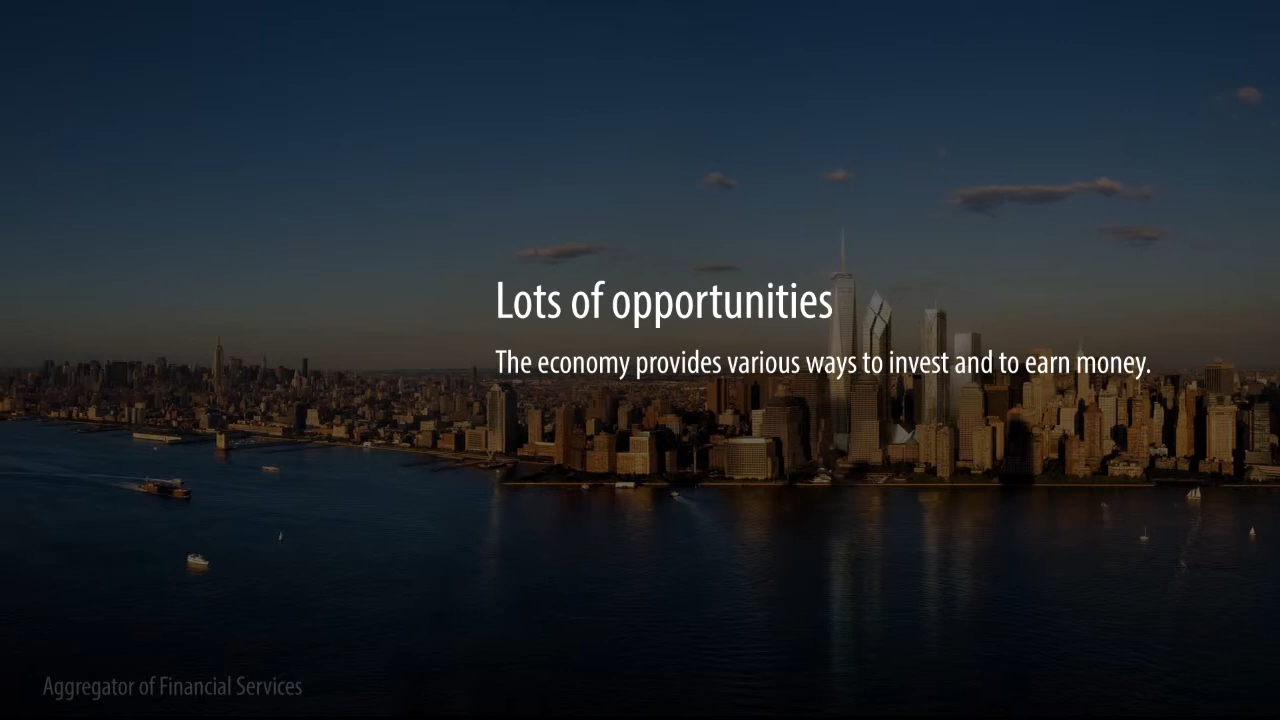 Lots of opportunities
The economy provides various ways to invest and to earn money.
Aggregator of Financial Services